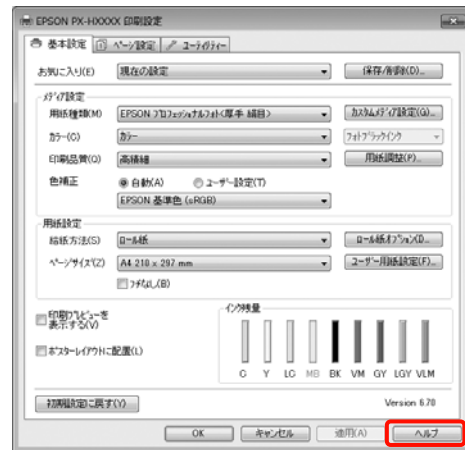 EPSON PX-HXXXX 印刷設定
基本設定 ページ設定 ユーティリティー
お気に入り(E) 現在の設定 保存/削除(D)...
メディア設定
用紙種類(M) EPSON プロフェッショナルフォト<厚手 絹目> カスタムメディア設定(G)...
カラー(C) カラー フォトブラックインク
印刷品質(Q) 高精細 用紙調整(P)...
色補正 自動(A) ユーザー設定(T)
EPSON 基準色 (sRGB)
用紙設定
給紙方法(S) ロール紙 ロール紙オプション(O)...
ページサイズ(Z) A4 210 x 297 mm ユーザー用紙設定(F)...
フチなし(B)
印刷プレビューを
表示する(V)
ポスターレイアウトに配置(L)
インク残量
C Y LC MB BK VM GY LGY VLM
初期設定に戻す(Y) Version 6.70
OK キャンセル 適用(A) ヘルプ